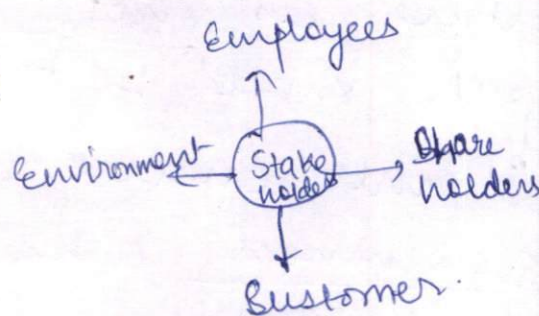 Employees
Environment
Stake
holder
Share
holders
Customer.